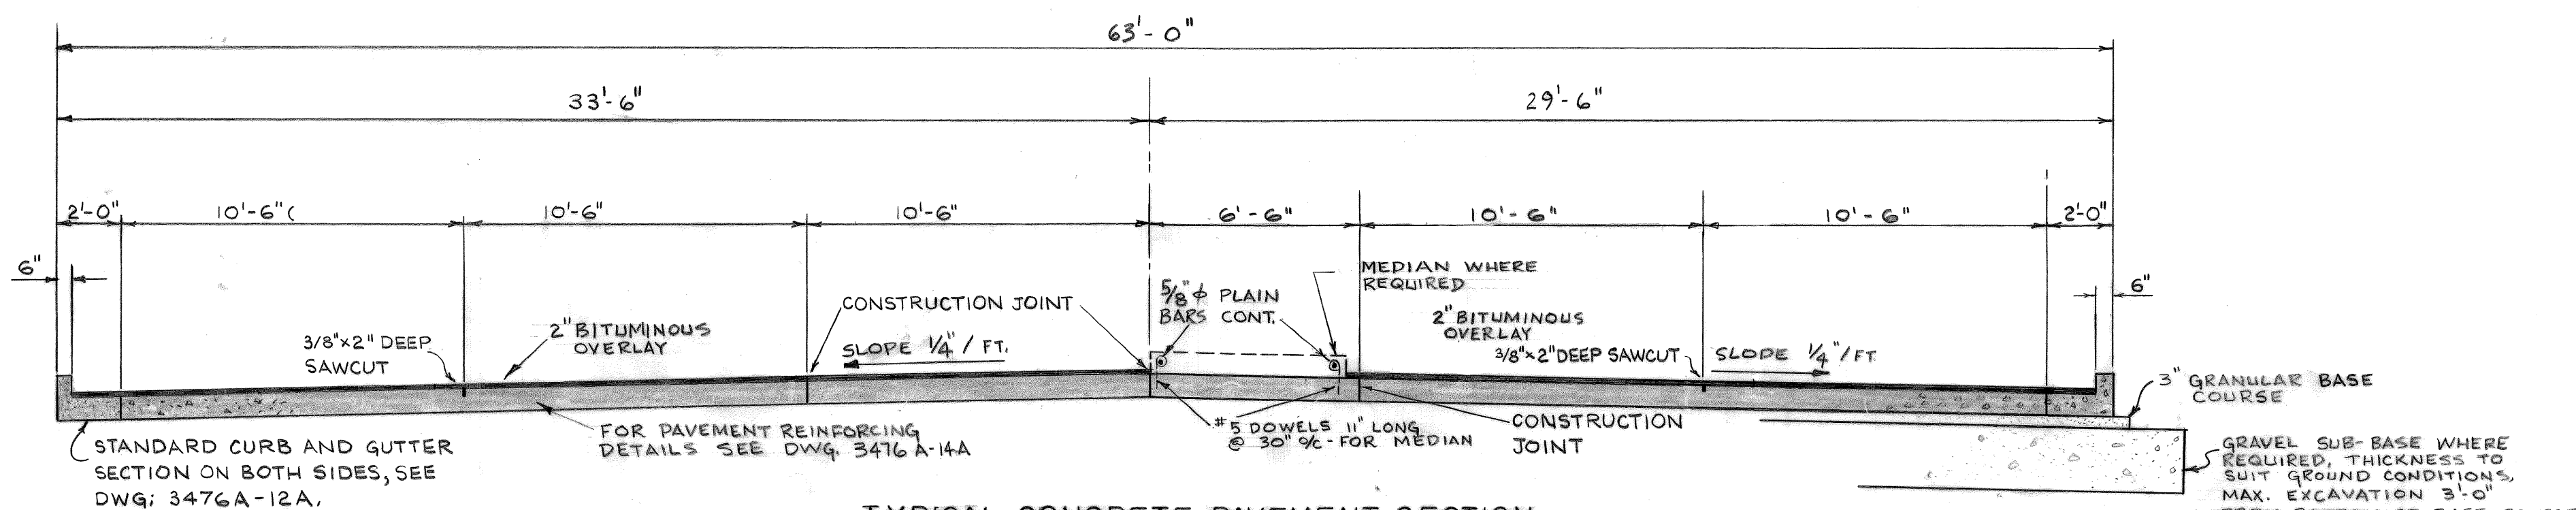 63'-0"
33'-6"
29'-6"
2'-0"
10'-6"(
10'-6"
10'-6"
6'-6"
10'-6"
10'-6"
2'-0"
6"
6"
MEDIAN WHERE
REQUIRED
5/8" ϕ PLAIN
BARS CONT.
CONSTRUCTION JOINT
2" BITUMINOUS
OVERLAY
2" BITUMINOUS
OVERLAY
3/8"x2" DEEP
SAWCUT
SLOPE 1/4" / FT.
3/8"x2" DEEP SAWCUT
SLOPE 1/4" / FT
3" GRANULAR BASE
COURSE
STANDARD CURB AND GUTTER
SECTION ON BOTH SIDES, SEE
DWG; 3476A-12A.
FOR PAVEMENT REINFORCING
DETAILS SEE DWG. 3476 A-14A
#5 DOWELS 11" LONG
@ 30" o/c - FOR MEDIAN
CONSTRUCTION
JOINT
GRAVEL SUB-BASE WHERE
REQUIRED, THICKNESS TO
SUIT GROUND CONDITIONS,
MAX. EXCAVATION 3'-0"
TYPICAL CONCRETE PAVEMENT SECTION